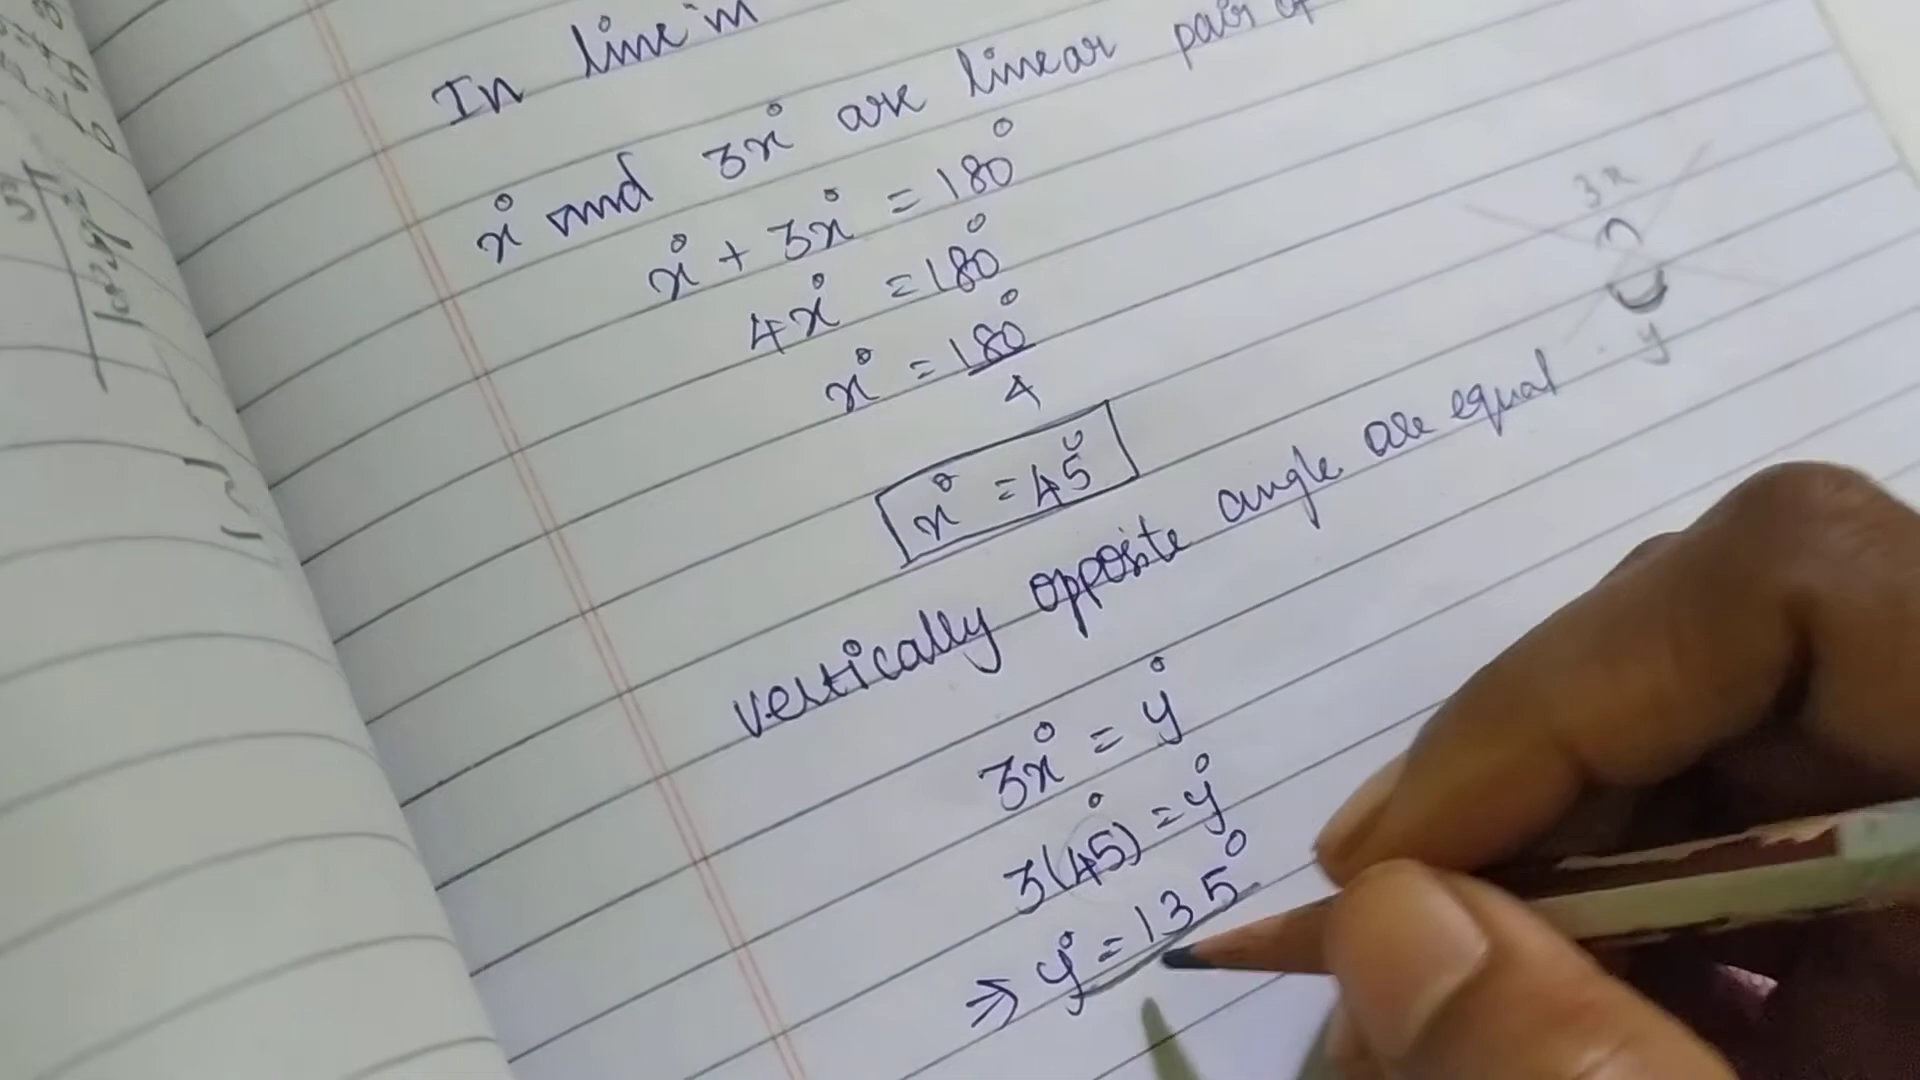 In line m
x° and 3x° are linear pair of
x° + 3x° = 180°
4x° = 180°
x° = 180°/4
x° = 45°
3x
y
vertically opposite angle are equal.
3x° = y°
3(45)° = y°
⇒ y° = 135°